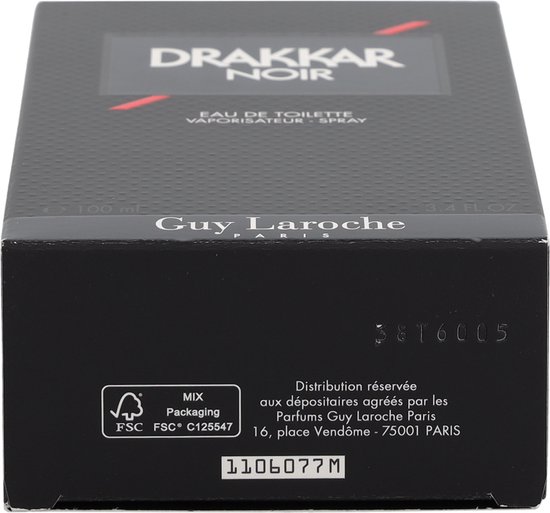 DRAKKAR
NOIR
EAU DE TOILETTE
VAPORISATEUR - SPRAY
e 100 ml 3.4 FL.OZ
Guy Laroche
PARIS
38T6005
MIX
Packaging
FSC® C125547
FSC
Distribution réservée
aux dépositaires agréés par les
Parfums Guy Laroche Paris
16, place Vendôme - 75001 PARIS
1106077M